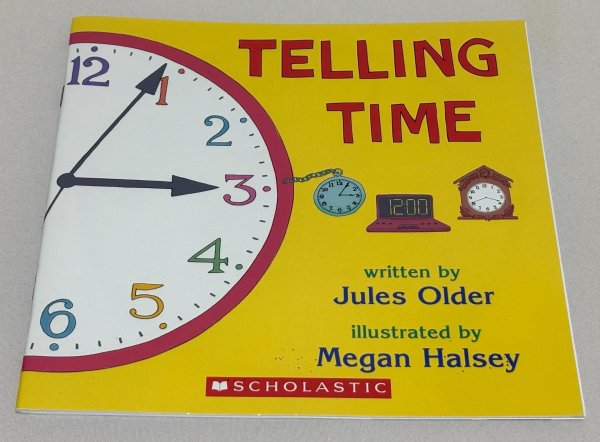 TELLING
TIME
12
1
2
3
4
5
6
12:00
written by
Jules Older
illustrated by
Megan Halsey
SCHOLASTIC